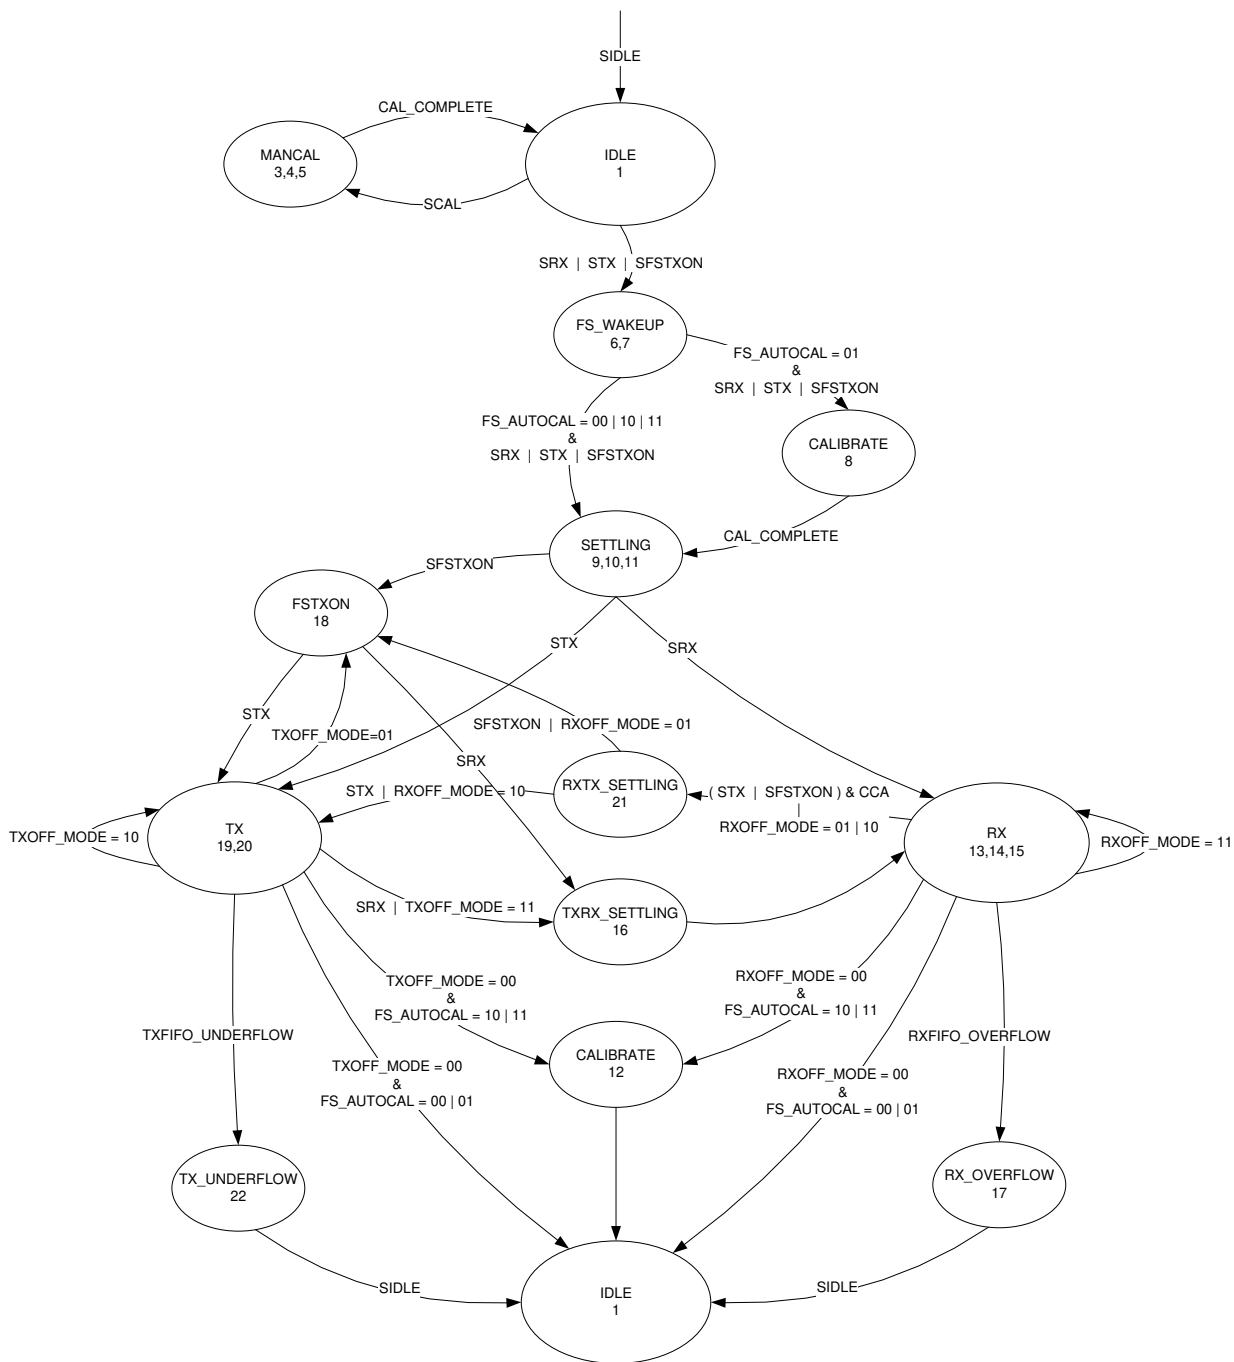 SIDLE
CAL_COMPLETE
MANCAL
3,4,5
IDLE
1
SCAL
SRX | STX | SFSTXON
FS_WAKEUP
6,7
FS_AUTOCAL = 01
&
SRX | STX | SFSTXON
FS_AUTOCAL = 00 | 10 | 11
&
SRX | STX | SFSTXON
CALIBRATE
8
CAL_COMPLETE
SETTLING
9,10,11
SFSTXON
FSTXON
18
STX
SRX
STX
TXOFF_MODE=01
SFSTXON | RXOFF_MODE = 01
SRX
RXTX_SETTLING
21
STX | RXOFF_MODE = 10
( STX | SFSTXON ) & CCA
|
RXOFF_MODE = 01 | 10
TXOFF_MODE = 10
TX
19,20
RX
13,14,15
RXOFF_MODE = 11
SRX | TXOFF_MODE = 11
TXRX_SETTLING
16
TXOFF_MODE = 00
&
FS_AUTOCAL = 10 | 11
RXOFF_MODE = 00
&
FS_AUTOCAL = 10 | 11
TXFIFO_UNDERFLOW
RXFIFO_OVERFLOW
CALIBRATE
12
TXOFF_MODE = 00
&
FS_AUTOCAL = 00 | 01
RXOFF_MODE = 00
&
FS_AUTOCAL = 00 | 01
TX_UNDERFLOW
22
RX_OVERFLOW
17
SIDLE
SIDLE
IDLE
1